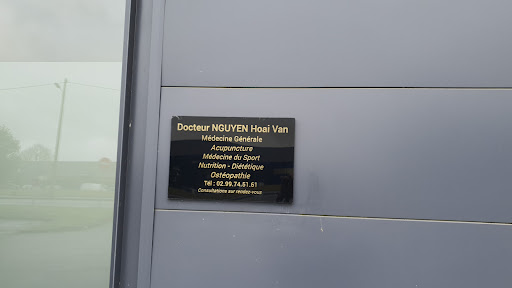 Docteur NGUYEN Hoai Van
Médecine Générale
Acupuncture
Médecine du Sport
Nutrition - Diététique
Ostéopathie
Tél : 02.99.74.51.51
Consultations sur rendez-vous